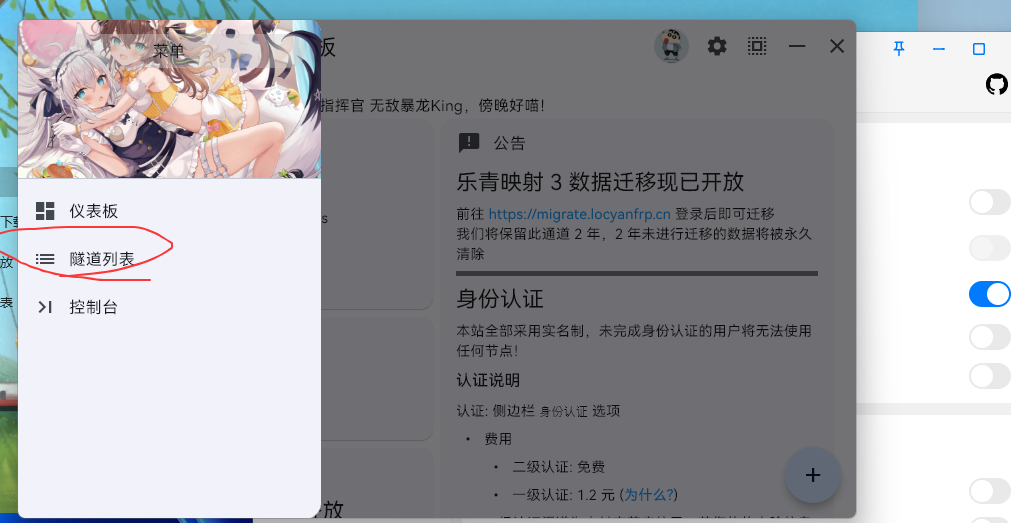 菜单
板
指挥官 无敌暴龙King，傍晚好喵！
仪表板
隧道列表
控制台
s
放
下载
放
表
公告
乐青映射 3 数据迁移现已开放
前往 https://migrate.locyanfrp.cn 登录后即可迁移
我们将保留此通道 2 年，2 年未进行迁移的数据将被永久
清除
身份认证
本站全部采用实名制，未完成身份认证的用户将无法使用
任何节点！
认证说明
认证: 侧边栏 身份认证 选项
• 费用
• 二级认证: 免费
• 一级认证: 1.2 元 (为什么?)